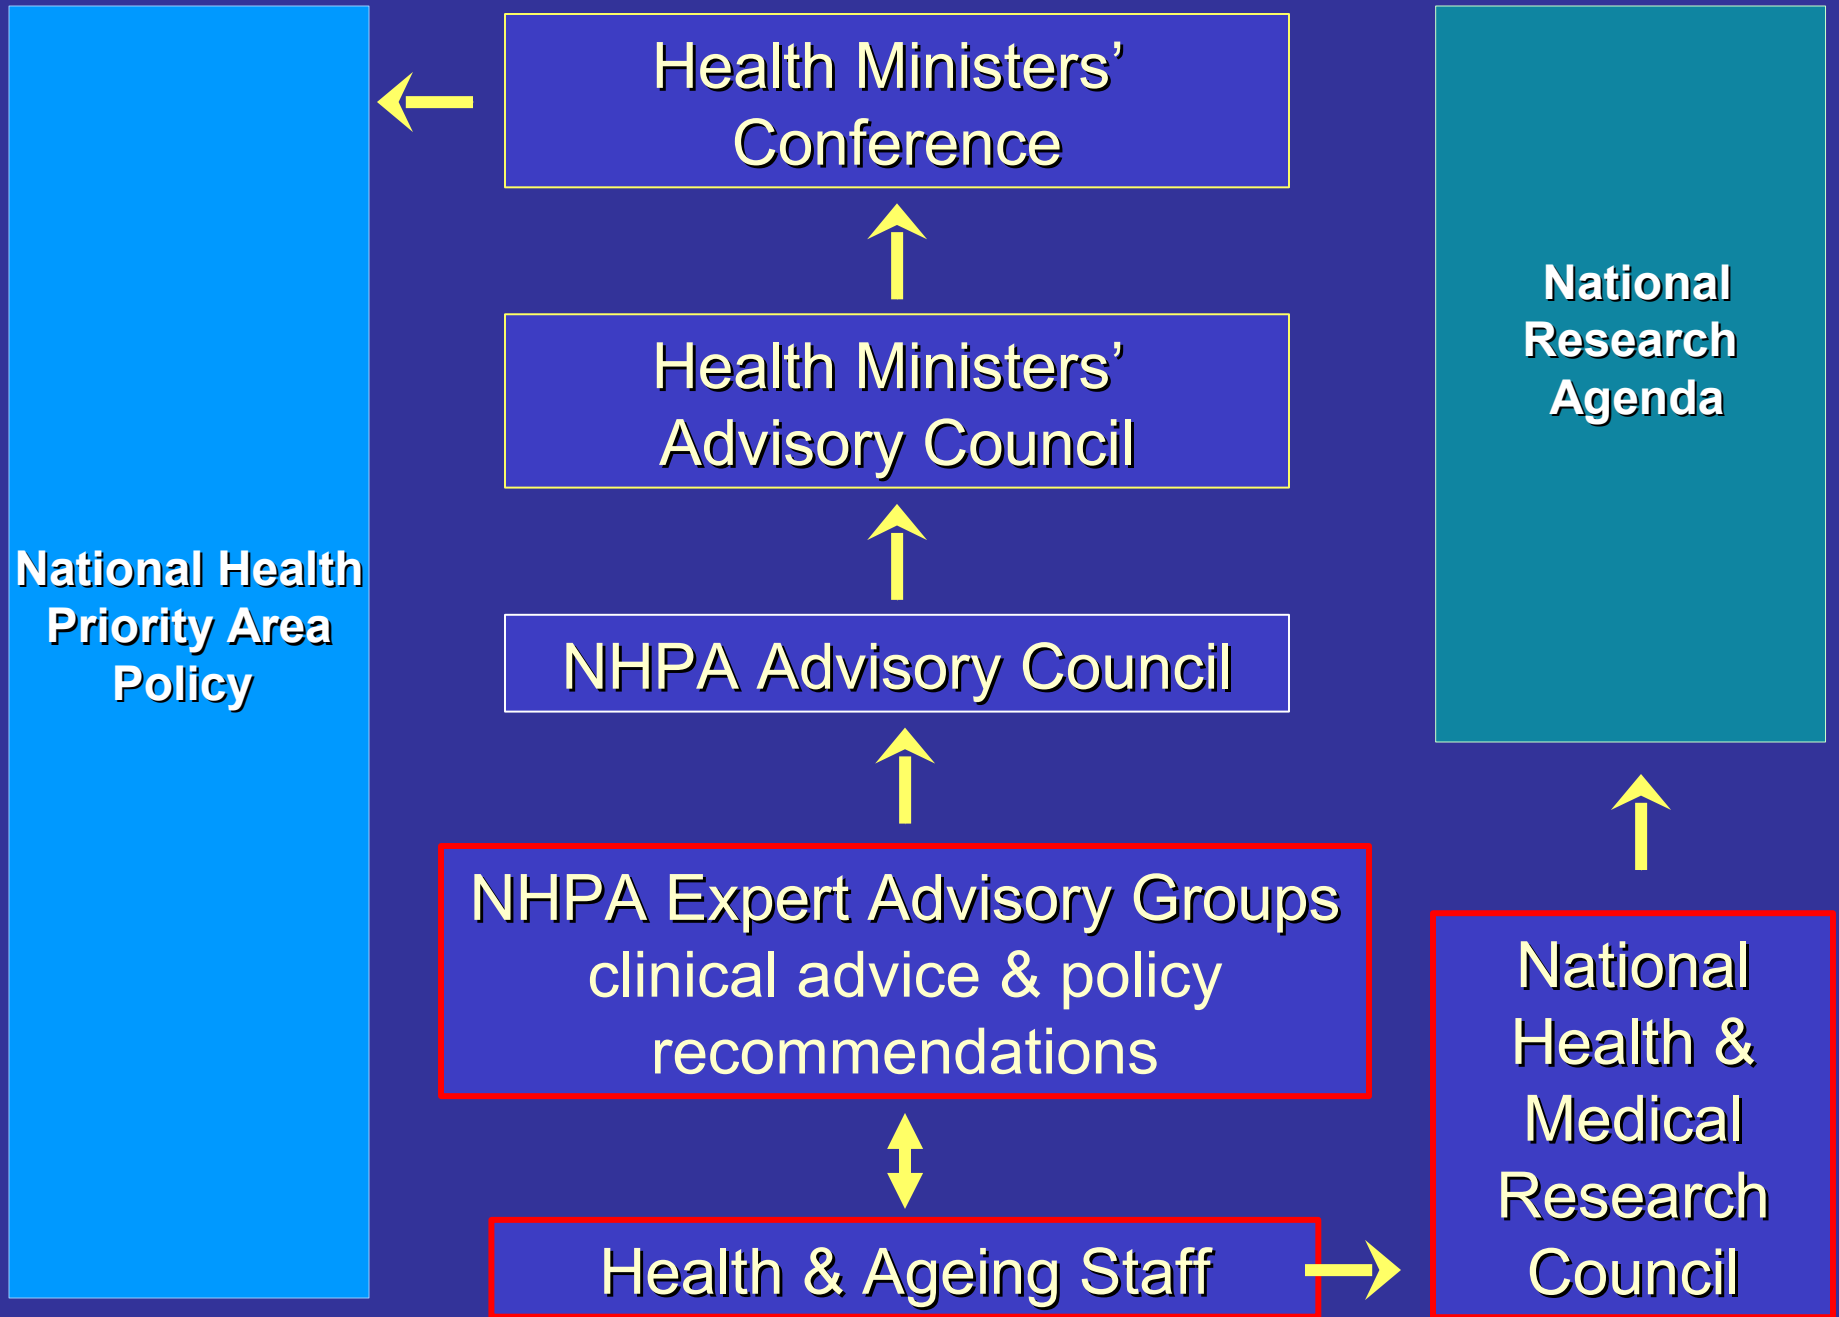 Health Ministers’
Conference
Health Ministers’
Advisory Council
NHPA Advisory Council
NHPA Expert Advisory Groups
clinical advice & policy
recommendations
Health & Ageing Staff
National Health
Priority Area
Policy
National
Research
Agenda
National
Health &
Medical
Research
Council